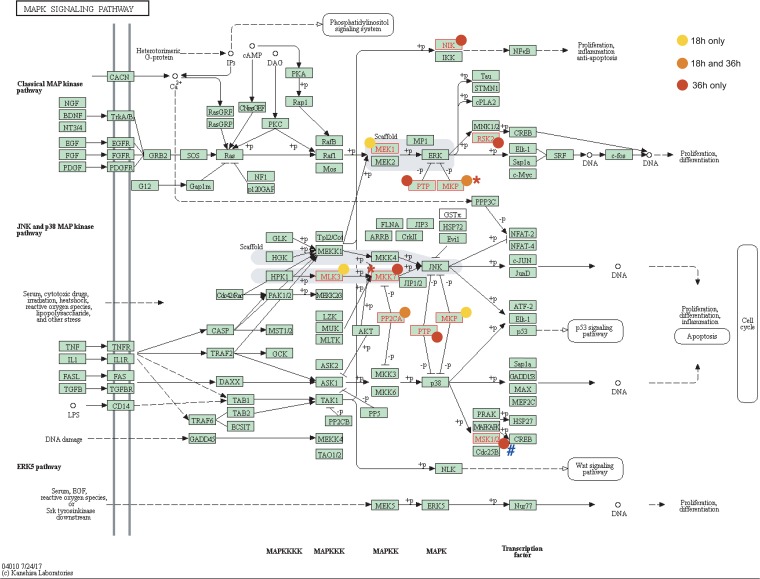 MAPK SIGNALING PATHWAY
Phosphatidylinositol
signaling system
18h only
18h and 36h
36h only
Heterotrimeric
G-protein
IP3
cAMP
DAG
+p
NIK
IKK
NFκB
Proliferation,
inflammation
anti-apoptosis
Classical MAP kinase
pathway
CACN
Ca2+
PKA
+p
Rap1
Tau
STMN1
cPLA2
NGF
BDNF
NT3/4
TrkA/B
RasGRF
RasGRP
CNasGEF
PKC
EGF
FGF
PDGF
EGFR
FGFR
PDGFR
GRB2
SOS
Ras
G12
Gap1m
NF1
p120GAP
RafB
Raf1
Mos
Scaffold
MEK1
MEK2
MP1
ERK
PTP
MKP
*
MNK1/2
RSK2
CREB
Elk-1
Sap1a
c-Myc
SRF
DNA
c-fos
DNA
Proliferation,
differentiation
PPP3C
JNK and p38 MAP kinase
pathway
Scaffold
GLK
HGK
HPK1
Tpl2/Cot
MEKK1
MLK3
MEKK2/3
FLNA
JIP3
ARRB
CrkII
GSTπ
HSP72
Evi1
MKK4
MKK7
*
JIP1/2
JNK
NFAT-2
NFAT-4
c-JUN
JunD
DNA
Serum, cytotoxic drugs,
irradiation, heatshock,
reactive oxygen species,
lipopolysaccharide,
and other stress
Cdc42/Rac
PAK1/2
CASP
MST1/2
LZK
MUK
MLTK
AKT
PP2CA
MKP
PTP
ATF-2
Elk-1
p53
p53 signaling
pathway
Proliferation,
differentiation,
inflammation
Apoptosis
Cell
cycle
TNF
IL1
TNFR
IL1R
TRAF2
GCK
FASL
TGFB
FAS
TGFBR
DAXX
ASK2
ASK1
MKK3
MKK6
p38
Sap1a
GADD153
MAX
MEF2C
DNA
LPS
CD14
TAB1
TAB2
TRAF6
ECSIT
TAK1
PP2CB
PP5
PRAK
MAPKAPK
MSK1/2
Cdc25B
HSP27
CREB
#
DNA damage
GADD45
MEKK4
TAO1/2
ERK5 pathway
NLK
Wnt signaling
pathway
Serum, EGF,
reactive oxygen species,
or
Srk tyrosinkinase
downstream
MEK5
ERK5
Nur77
DNA
Proliferation,
differentiation
MAPKKKK
MAPKKK
MAPKK
MAPK
Transcription
factor
04010 7/24/17
(c) Kanehisa Laboratories